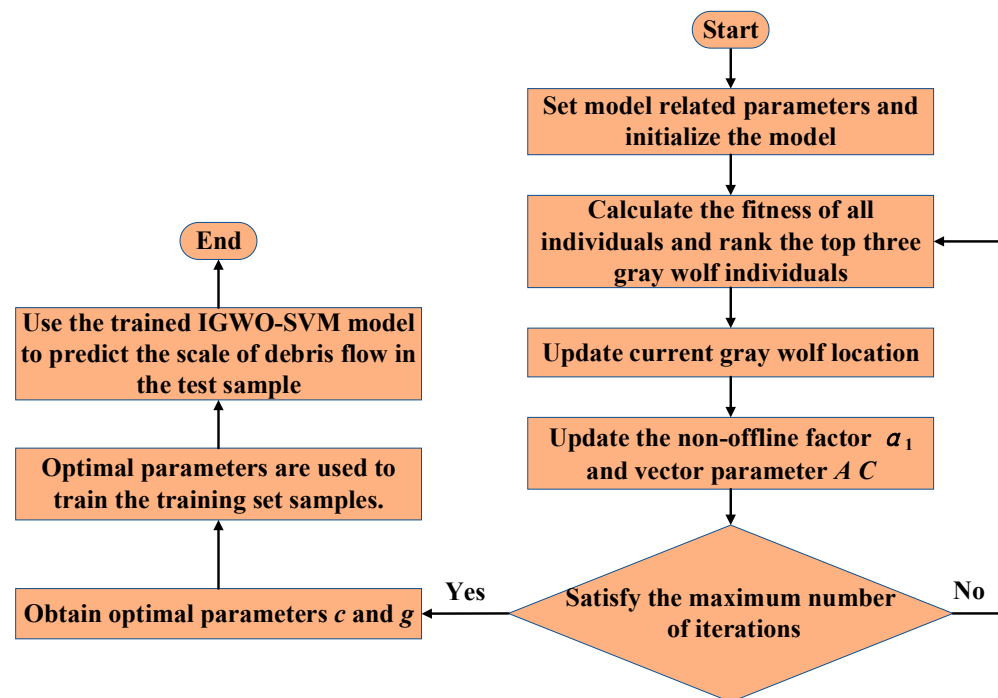 Start
Set model related parameters and
initialize the model
Calculate the fitness of all
individuals and rank the top three
gray wolf individuals
Update current gray wolf location
Update the non-offline factor α₁
and vector parameter A C
Satisfy the maximum number
of iterations
No
Yes
Obtain optimal parameters c and g
Optimal parameters are used to
train the training set samples.
Use the trained IGWO-SVM model
to predict the scale of debris flow in
the test sample
End